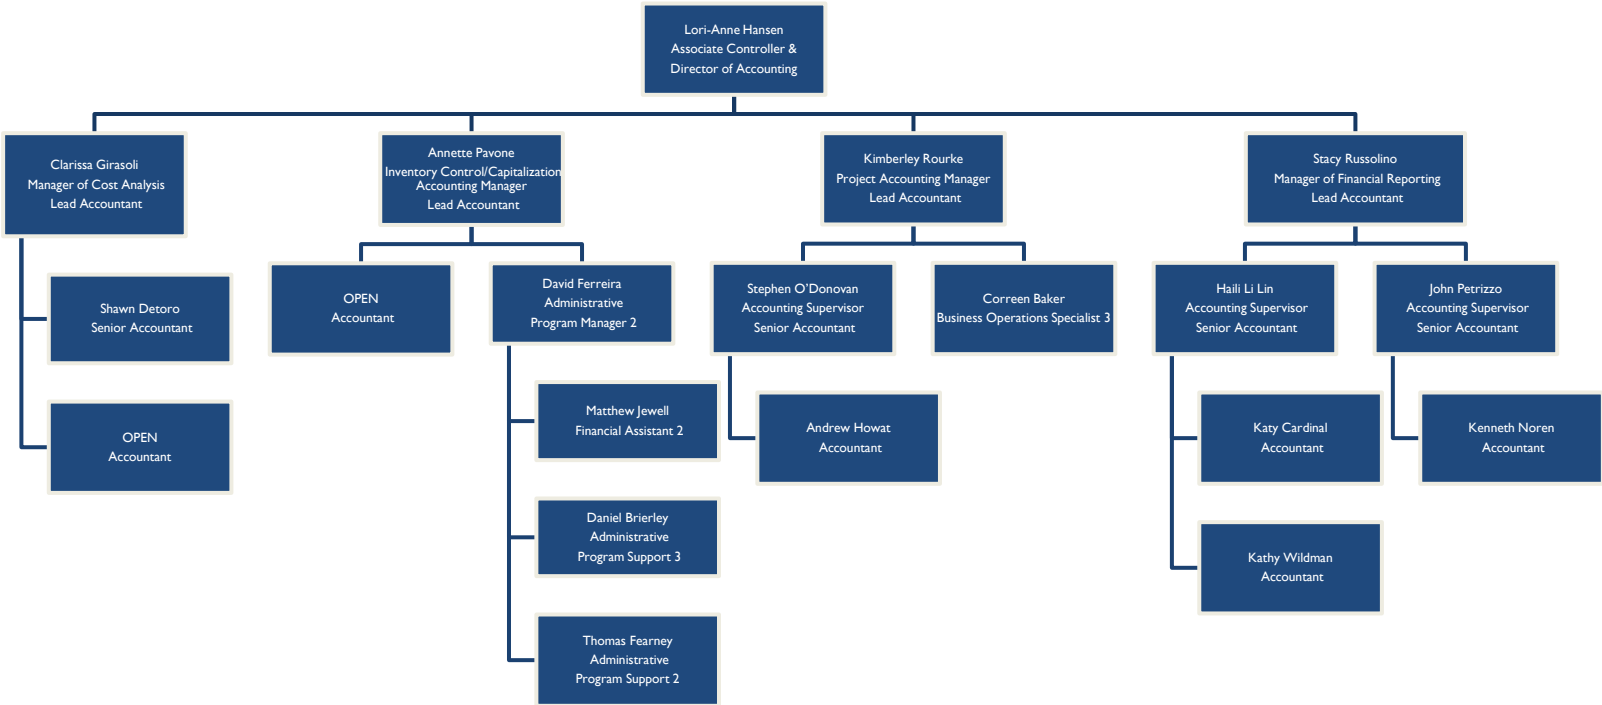 Lori-Anne Hansen
Associate Controller &
Director of Accounting
Clarissa Girasoli
Manager of Cost Analysis
Lead Accountant
Annette Pavone
Inventory Control/Capitalization
Accounting Manager
Lead Accountant
Kimberley Rourke
Project Accounting Manager
Lead Accountant
Stacy Russolino
Manager of Financial Reporting
Lead Accountant
Shawn Detoro
Senior Accountant
OPEN
Accountant
OPEN
Accountant
David Ferreira
Administrative
Program Manager 2
Matthew Jewell
Financial Assistant 2
Daniel Brierley
Administrative
Program Support 3
Thomas Fearney
Administrative
Program Support 2
Stephen O’Donovan
Accounting Supervisor
Senior Accountant
Andrew Howat
Accountant
Correen Baker
Business Operations Specialist 3
Haili Li Lin
Accounting Supervisor
Senior Accountant
Katy Cardinal
Accountant
Kathy Wildman
Accountant
John Petrizzo
Accounting Supervisor
Senior Accountant
Kenneth Noren
Accountant